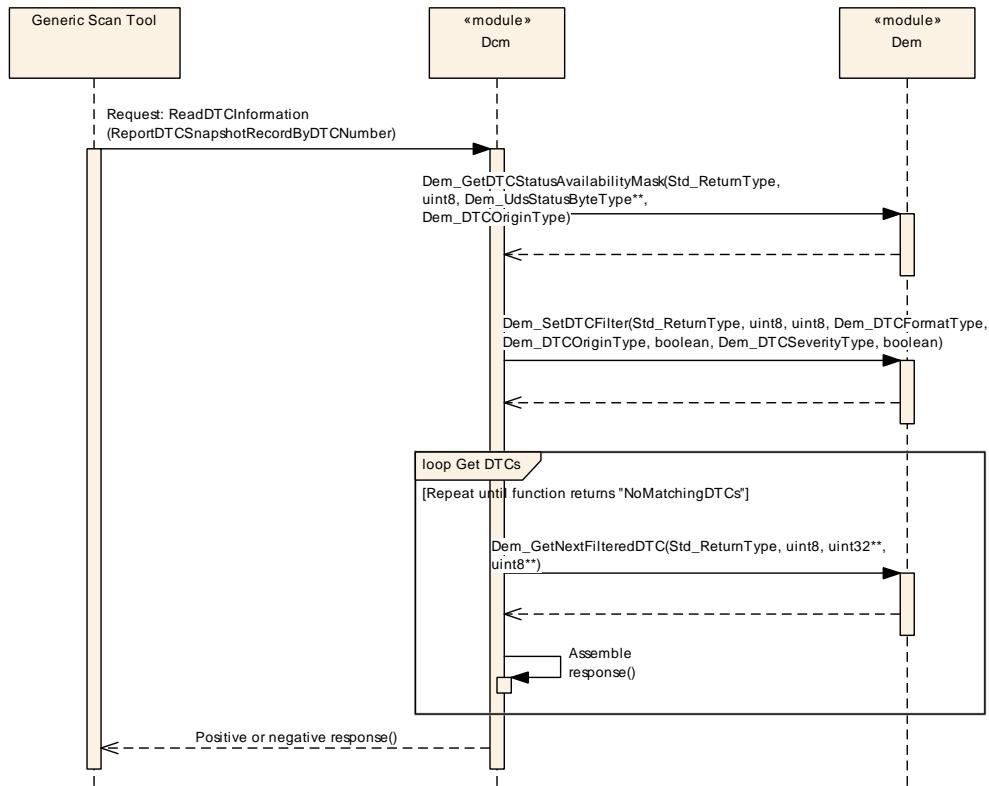 Generic Scan Tool
«module»
Dcm
«module»
Dem
Request: ReadDTCInformation
(ReportDTCSnapshotRecordByDTCNumber)
Dem_GetDTCStatusAvailabilityMask(Std_ReturnType,
uint8, Dem_UdsStatusByteType**,
Dem_DTCOriginType)
Dem_SetDTCFilter(Std_ReturnType, uint8, uint8, Dem_DTCFormatType,
Dem_DTCOriginType, boolean, Dem_DTCSeverityType, boolean)
loop Get DTCs
[Repeat until function returns "NoMatchingDTCs"]
Dem_GetNextFilteredDTC(Std_ReturnType, uint8, uint32**,
uint8**)
Assemble
response()
Positive or negative response()